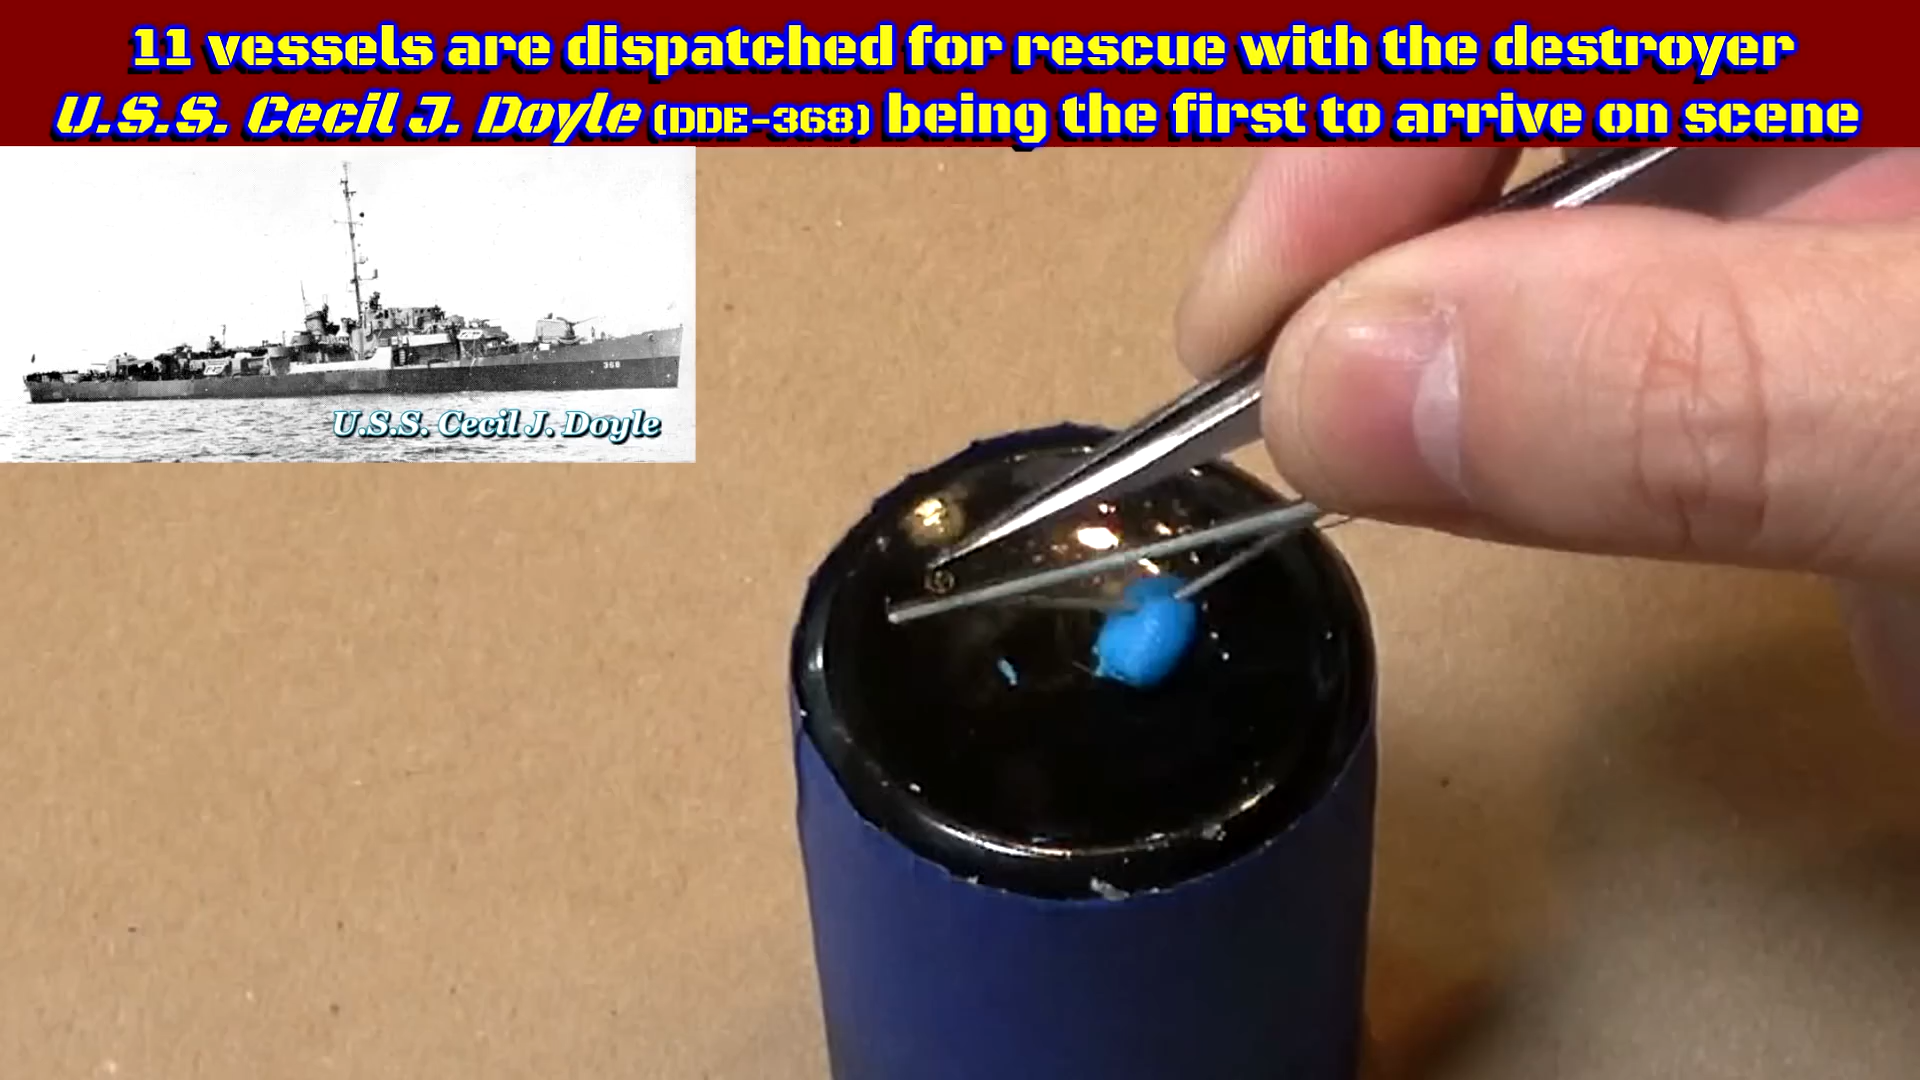 11 vessels are dispatched for rescue with the destroyer
U.S.S. Cecil J. Doyle (DDE-368) being the first to arrive on scene
368
U.S.S. Cecil J. Doyle